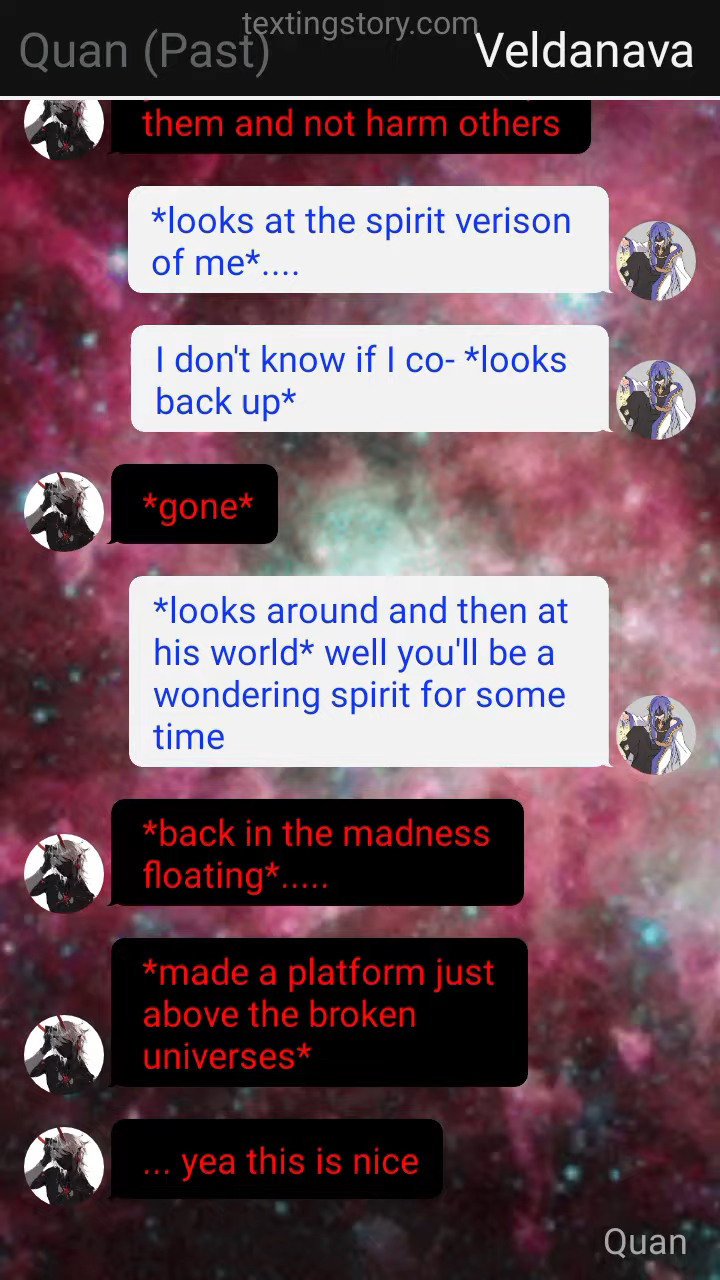 textingstory.com
Quan (Past)
Veldanava
them and not harm others
*looks at the spirit verison
of me*....
I don't know if I co- *looks
back up*
*gone*
*looks around and then at
his world* well you'll be a
wondering spirit for some
time
*back in the madness
floating*.....
*made a platform just
above the broken
universes*
... yea this is nice
Quan